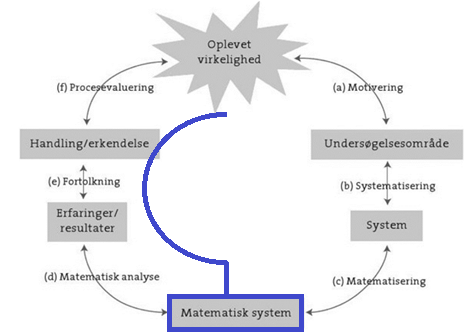 Oplevet
virkelighed
(f) Procesevaluering
(a) Motivering
Handling/erkendelse
Undersøgelsesområde
(e) Fortolkning
(b) Systematisering
Erfaringer/
resultater
System
(d) Matematisk analyse
(c) Matematisering
Matematisk system